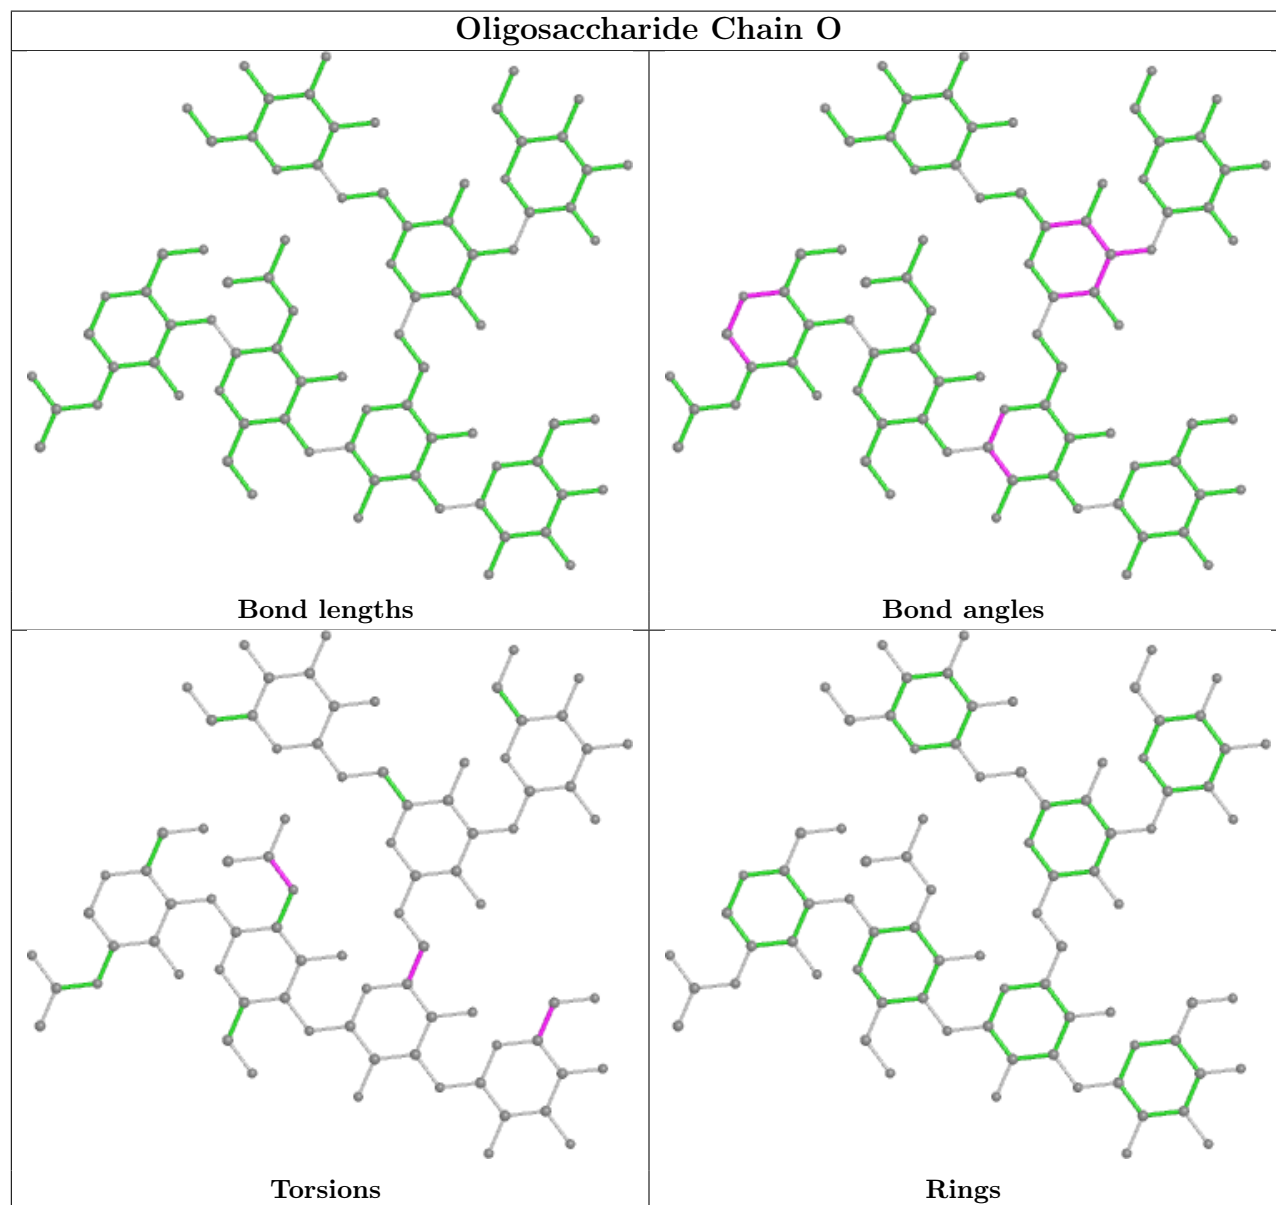 Oligosaccharide Chain O
Bond lengths
Bond angles
Torsions
Rings